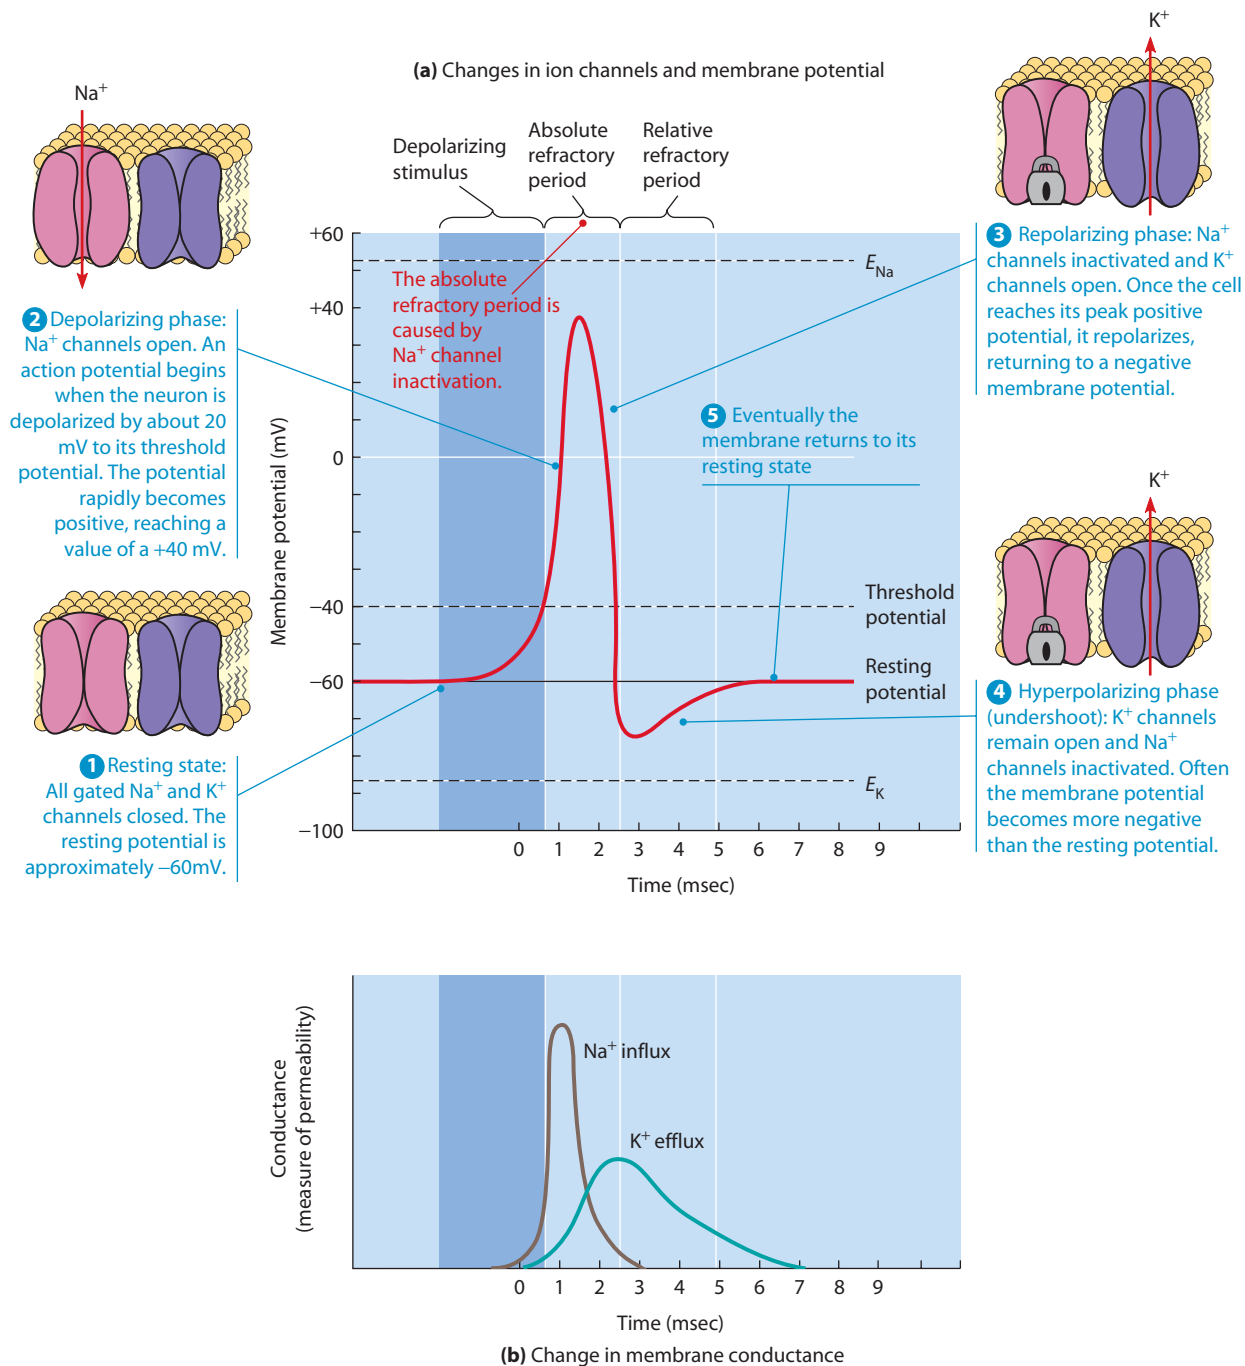 (a) Changes in ion channels and membrane potential
Na⁺
K⁺
Depolarizing
stimulus
Absolute
refractory
period
Relative
refractory
period
2 Depolarizing phase:
Na⁺ channels open. An
action potential begins
when the neuron is
depolarized by about 20
mV to its threshold
potential. The potential
rapidly becomes
positive, reaching a
value of a +40 mV.
1 Resting state:
All gated Na⁺ and K⁺
channels closed. The
resting potential is
approximately −60mV.
Membrane potential (mV)
+60
+40
0
−40
−60
−100
The absolute
refractory period is
caused by
Na⁺ channel
inactivation.
E_Na
5 Eventually the
membrane returns to its
resting state
Threshold
potential
Resting
potential
E_K
0 1 2 3 4 5 6 7 8 9
Time (msec)
3 Repolarizing phase: Na⁺
channels inactivated and K⁺
channels open. Once the cell
reaches its peak positive
potential, it repolarizes,
returning to a negative
membrane potential.
K⁺
4 Hyperpolarizing phase
(undershoot): K⁺ channels
remain open and Na⁺
channels inactivated. Often
the membrane potential
becomes more negative
than the resting potential.
Conductance
(measure of permeability)
Na⁺ influx
K⁺ efflux
0 1 2 3 4 5 6 7 8 9
Time (msec)
(b) Change in membrane conductance